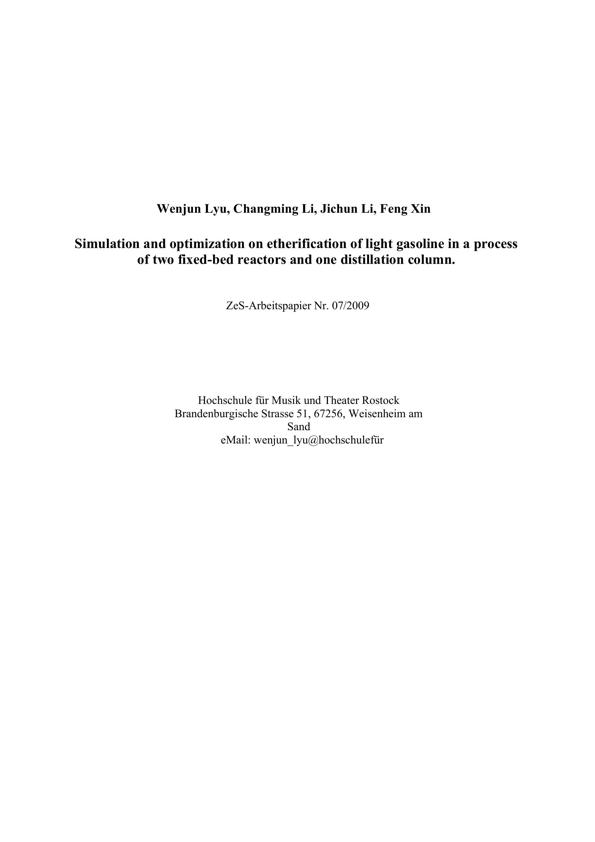 Wenjun Lyu, Changming Li, Jichun Li, Feng Xin
Simulation and optimization on etherification of light gasoline in a process
of two fixed-bed reactors and one distillation column.
ZeS-Arbeitspapier Nr. 07/2009
Hochschule für Musik und Theater Rostock
Brandenburgische Strasse 51, 67256, Weisenheim am
Sand
eMail: wenjun_lyu@hochschulefür